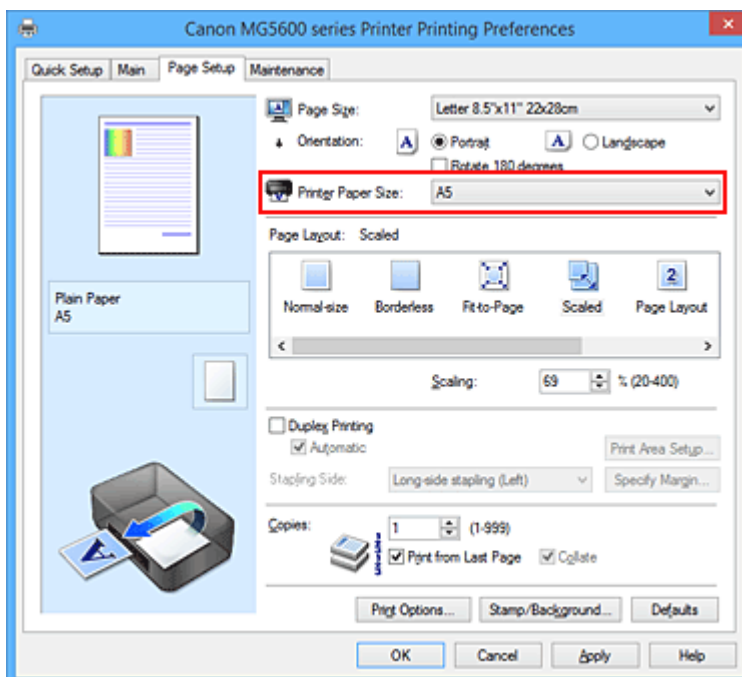 Canon MG5600 series Printer Printing Preferences
Quick Setup Main Page Setup Maintenance
Page Size: Letter 8.5"x11" 22x28cm
Orientation: A Portrait A Landscape
Rotate 180 degrees
Printer Paper Size: A5
Page Layout: Scaled
Normal-size Borderless Fit-to-Page Scaled Page Layout
Plain Paper
A5
Scaling: 69 % (20-400)
Duplex Printing
Automatic
Print Area Setup...
Stapling Side: Long-side stapling (Left) Specify Margin...
Copies: 1 (1-999)
Print from Last Page Collate
Print Options... Stamp/Background... Defaults
OK Cancel Apply Help